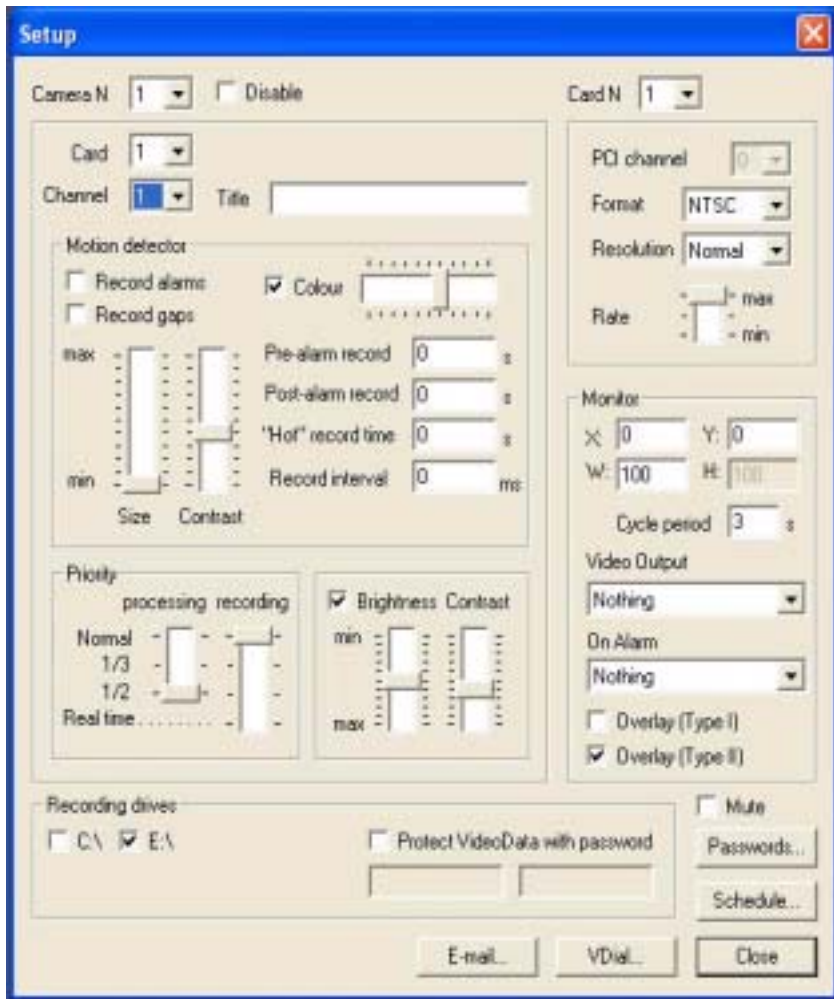 Setup
Camera N 1 Disable
Card 1
Channel 1 Title
Motion detector
Record alarms
Record gaps
Colour
max
min
Size Contrast
Pre-alarm record 0 s
Post-alarm record 0 s
"Hot" record time 0 s
Record interval 0 ms
Priority
processing recording
Normal
1/3
1/2
Real time
Brightness Contrast
min
max
Card N 1
PCI channel 0
Format NTSC
Resolution Normal
Rate
max
min
Monitor
X: 0 Y: 0
W: 100 H: 100
Cycle period 3 s
Video Output
Nothing
On Alarm
Nothing
Overlay (Type I)
Overlay (Type II)
Recording drives
C:\ E:\
Protect VideoData with password
Mute
Passwords...
Schedule...
E-mail... VDial... Close